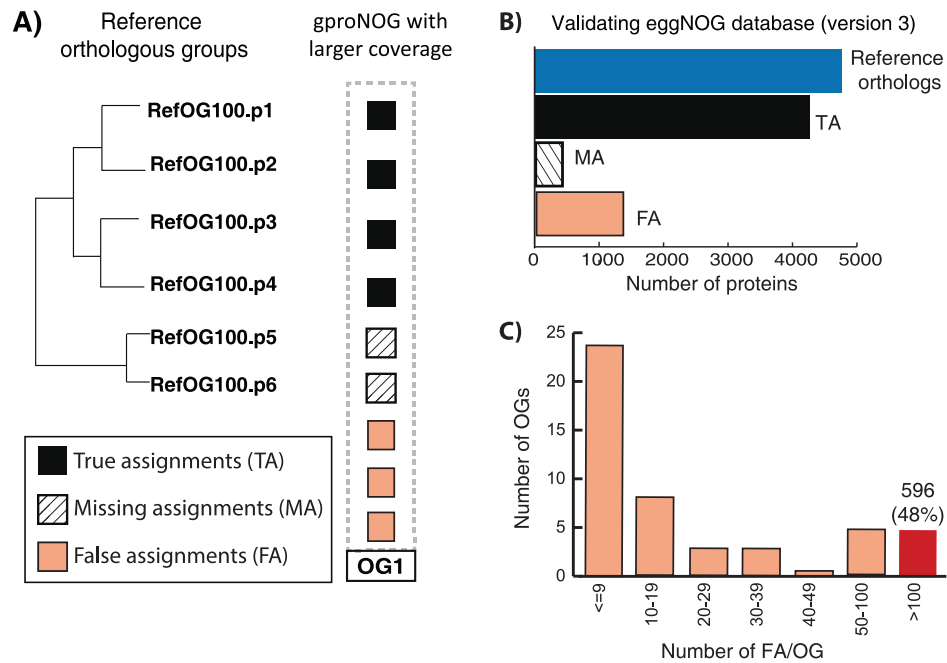 A)
Reference
orthologous groups
gproNOG with
larger coverage
RefOG100.p1
RefOG100.p2
RefOG100.p3
RefOG100.p4
RefOG100.p5
RefOG100.p6
True assignments (TA)
Missing assignments (MA)
False assignments (FA)
OG1
B)
Validating eggNOG database (version 3)
Reference
orthologs
TA
MA
FA
0 1000 2000 3000 4000 5000
Number of proteins
C)
25
20
15
10
5
0
Number of OGs
596
(48%)
<=9
10-19
20-29
30-39
40-49
50-100
>100
Number of FA/OG